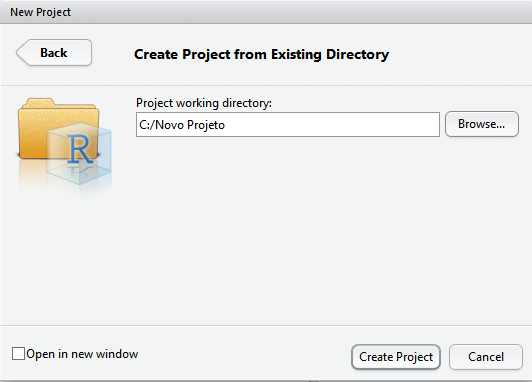 New Project
Back
Create Project from Existing Directory
Project working directory:
C:/Novo Projeto
Browse...
R
Open in new window
Create Project
Cancel